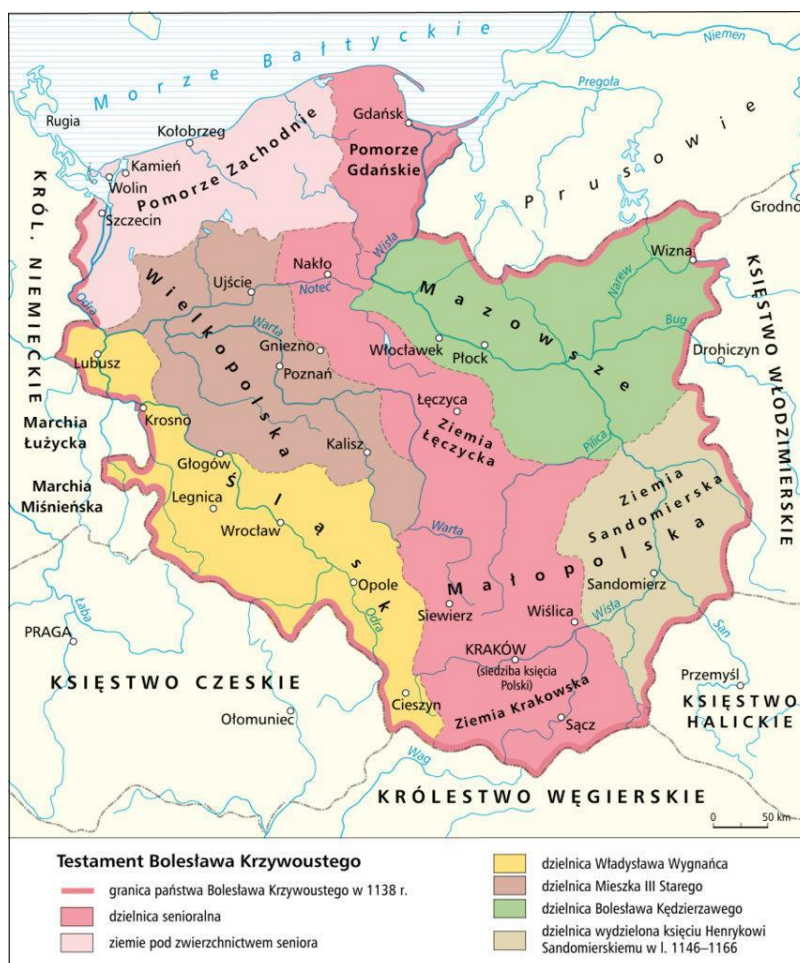 Morze Bałtyckie
Niemen
Pregoła
Rugia
Gdańsk
Kołobrzeg
Pomorze
Gdańskie
Prusowie
Kamień
Wolin
Pomorze Zachodnie
Szczecin
Grodno
KRÓL. NIEMIECKIE
Wisła
Wizna
Nakło
Ujście
Noteć
Mazowsze
Narew
Odra
Wielkopolska
Warta
Gniezno
Włocławek
Płock
Bug
Lubusz
Poznań
Drohiczyn
KSIĘSTWO WŁODZIMIERSKIE
Krosno
Łęczyca
Ziemia
Łęczycka
Marchia
Łużycka
Kalisz
Pilica
Głogów
Marchia
Miśnieńska
Legnica
Śląsk
Ziemia
Sandomierska
Wrocław
Warta
Małopolska
Opole
Sandomierz
Siewierz
Wiślica
Wisła
Łaba
Odra
San
PRAGA
KRAKÓW
(siedziba księcia
Polski)
Przemyśl
KSIĘSTWO CZESKIE
Cieszyn
Ziemia Krakowska
KSIĘSTWO
HALICKIE
Ołomuniec
Sącz
Wag
KRÓLESTWO WĘGIERSKIE
0 50 km
Testament Bolesława Krzywoustego
granica państwa Bolesława Krzywoustego w 1138 r.
dzielnica senioralna
ziemie pod zwierzchnictwem seniora
dzielnica Władysława Wygnańca
dzielnica Mieszka III Starego
dzielnica Bolesława Kędzierzawego
dzielnica wydzielona księciu Henrykowi
Sandomierskiemu w l. 1146–1166